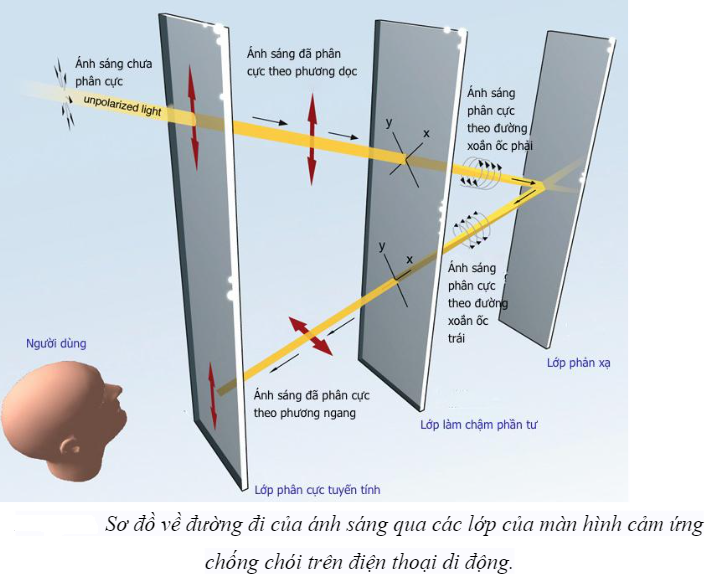 Ánh sáng chưa
phân cực
unpolarized light
Ánh sáng đã phân
cực theo phương dọc
Ánh sáng
phân cực
theo đường
xoắn ốc phải
y
x
y
x
Ánh sáng
phân cực
theo đường
xoắn ốc
trái
Người dùng
Ánh sáng đã phân cực
theo phương ngang
Lớp phản xạ
Lớp làm chậm phần tư
Lớp phân cực tuyến tính
Sơ đồ về đường đi của ánh sáng qua các lớp của màn hình cảm ứng
chống chói trên điện thoại di động.